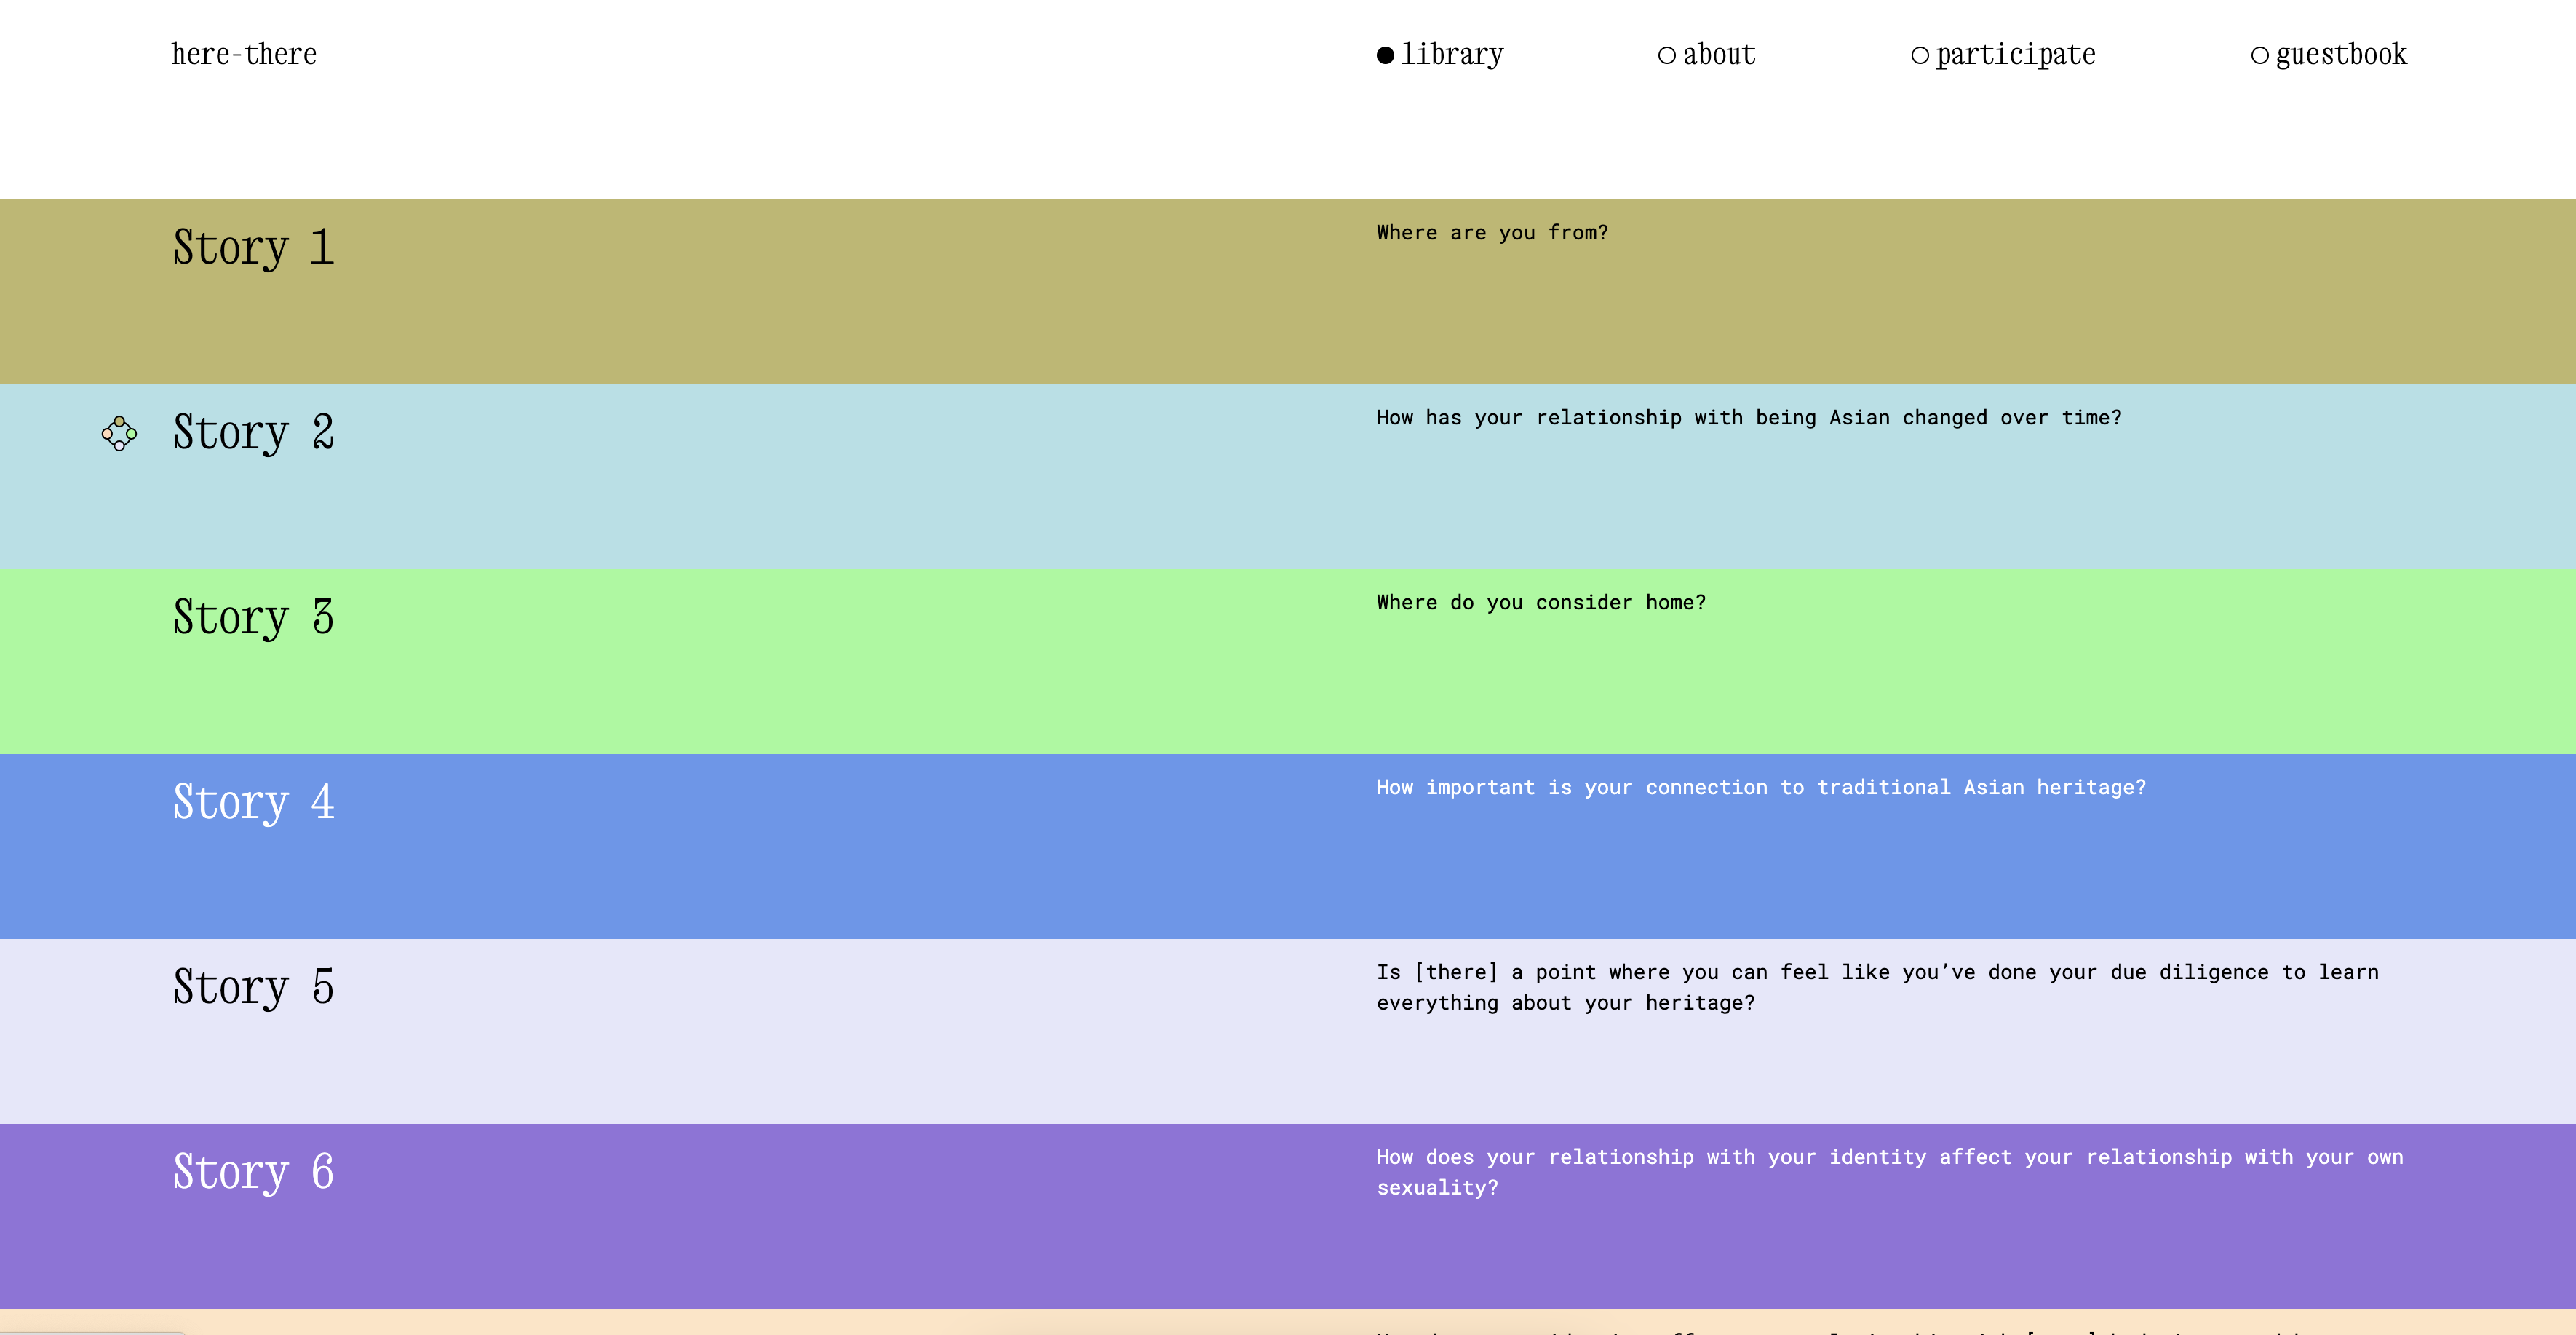 here-there
library
about
participate
guestbook
Story 1
Where are you from?
Story 2
How has your relationship with being Asian changed over time?
Story 3
Where do you consider home?
Story 4
How important is your connection to traditional Asian heritage?
Story 5
Is [there] a point where you can feel like you’ve done your due diligence to learn
everything about your heritage?
Story 6
How does your relationship with your identity affect your relationship with your own
sexuality?